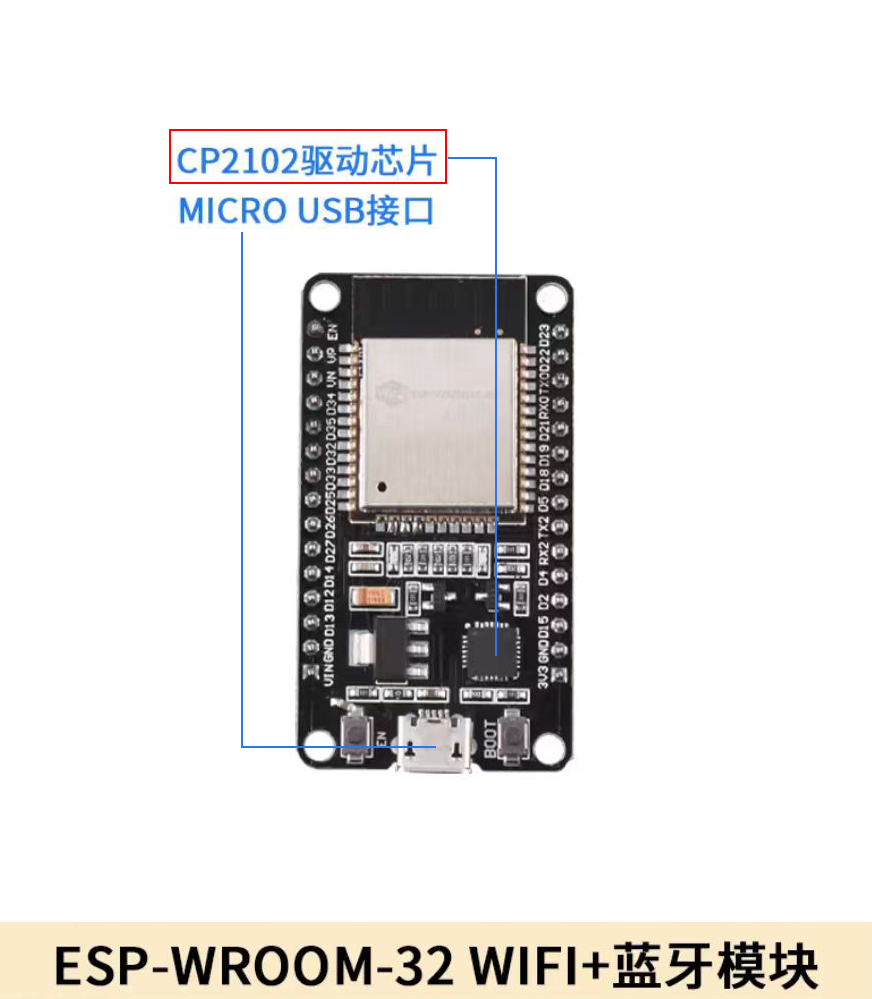 CP2102驱动芯片
MICRO USB接口
EN
VP
VN
D34
D35
D32
D33
D25
D26
D27
D14
D12
D13
GND
VIN
D23
D22
TX0
RX0
D21
D19
D18
D5
TX2
RX2
D4
D2
D15
GND
3V3
EN
BOOT
ESP-WROOM-32 WIFI+蓝牙模块